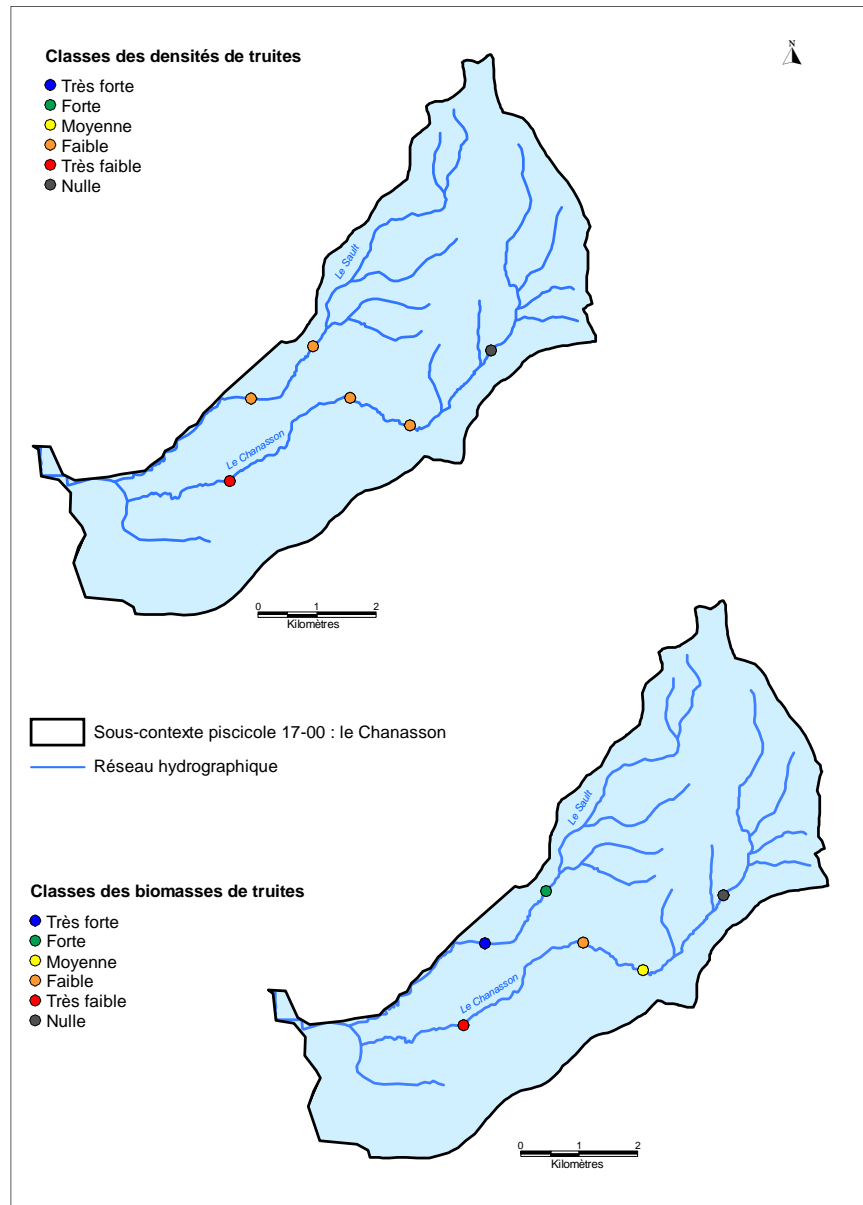 Classes des densités de truites
Très forte
Forte
Moyenne
Faible
Très faible
Nulle
N
Le Sault
Le Chanasson
0 1 2
Kilomètres
Sous-contexte piscicole 17-00 : le Chanasson
Réseau hydrographique
Classes des biomasses de truites
Très forte
Forte
Moyenne
Faible
Très faible
Nulle
Le Sault
Le Chanasson
0 1 2
Kilomètres